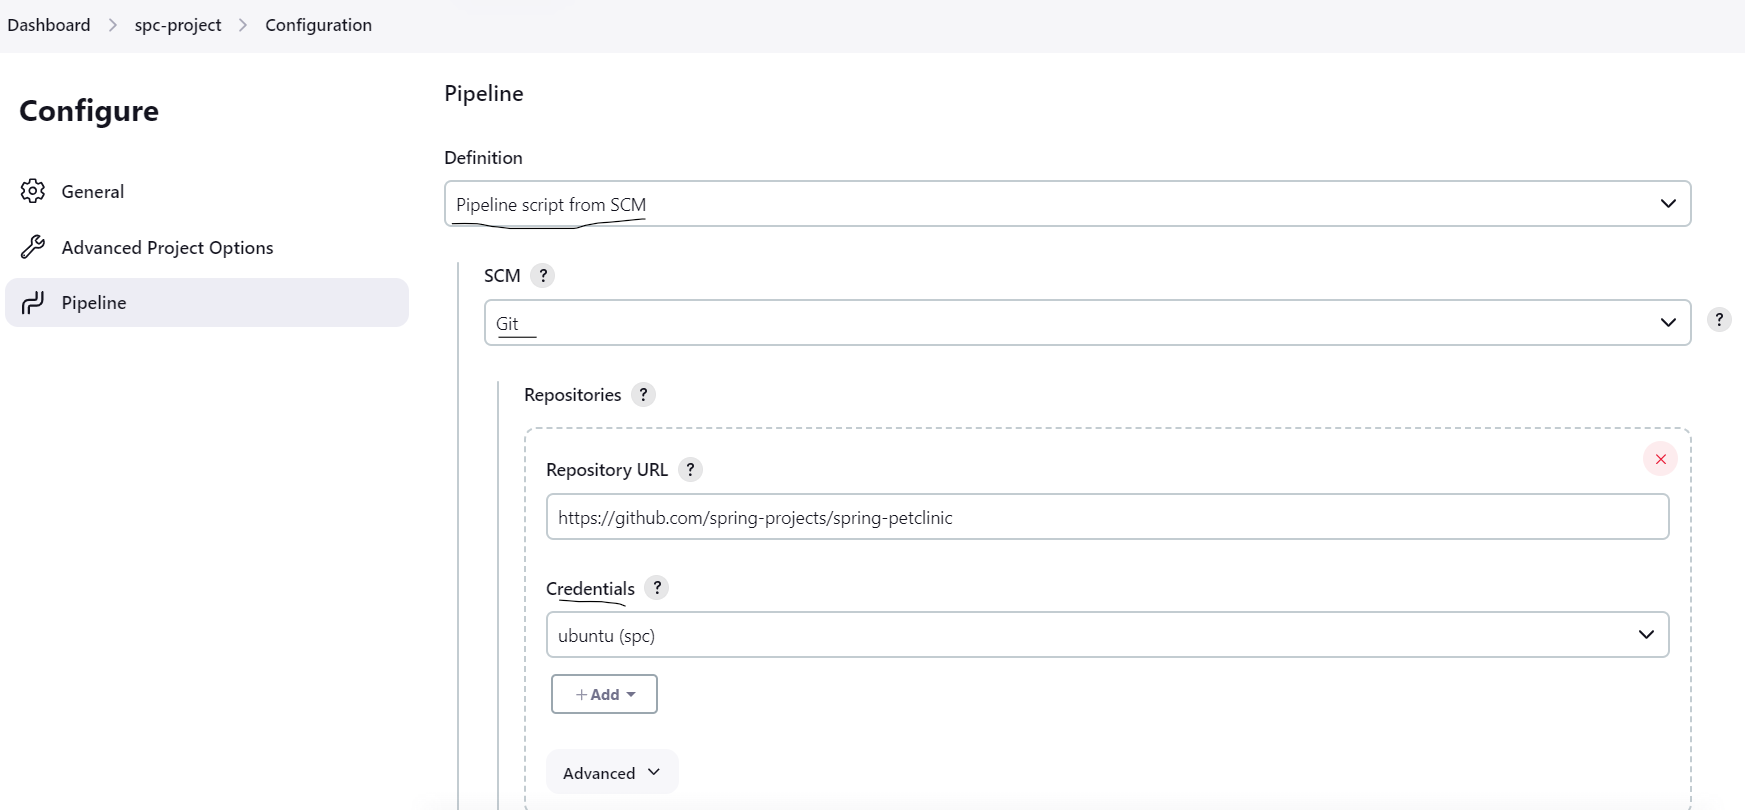 Dashboard > spc-project > Configuration
Configure
General
Advanced Project Options
Pipeline
Pipeline
Definition
Pipeline script from SCM
SCM ?
Git
?
Repositories ?
Repository URL ?
https://github.com/spring-projects/spring-petclinic
Credentials ?
ubuntu (spc)
+ Add
Advanced